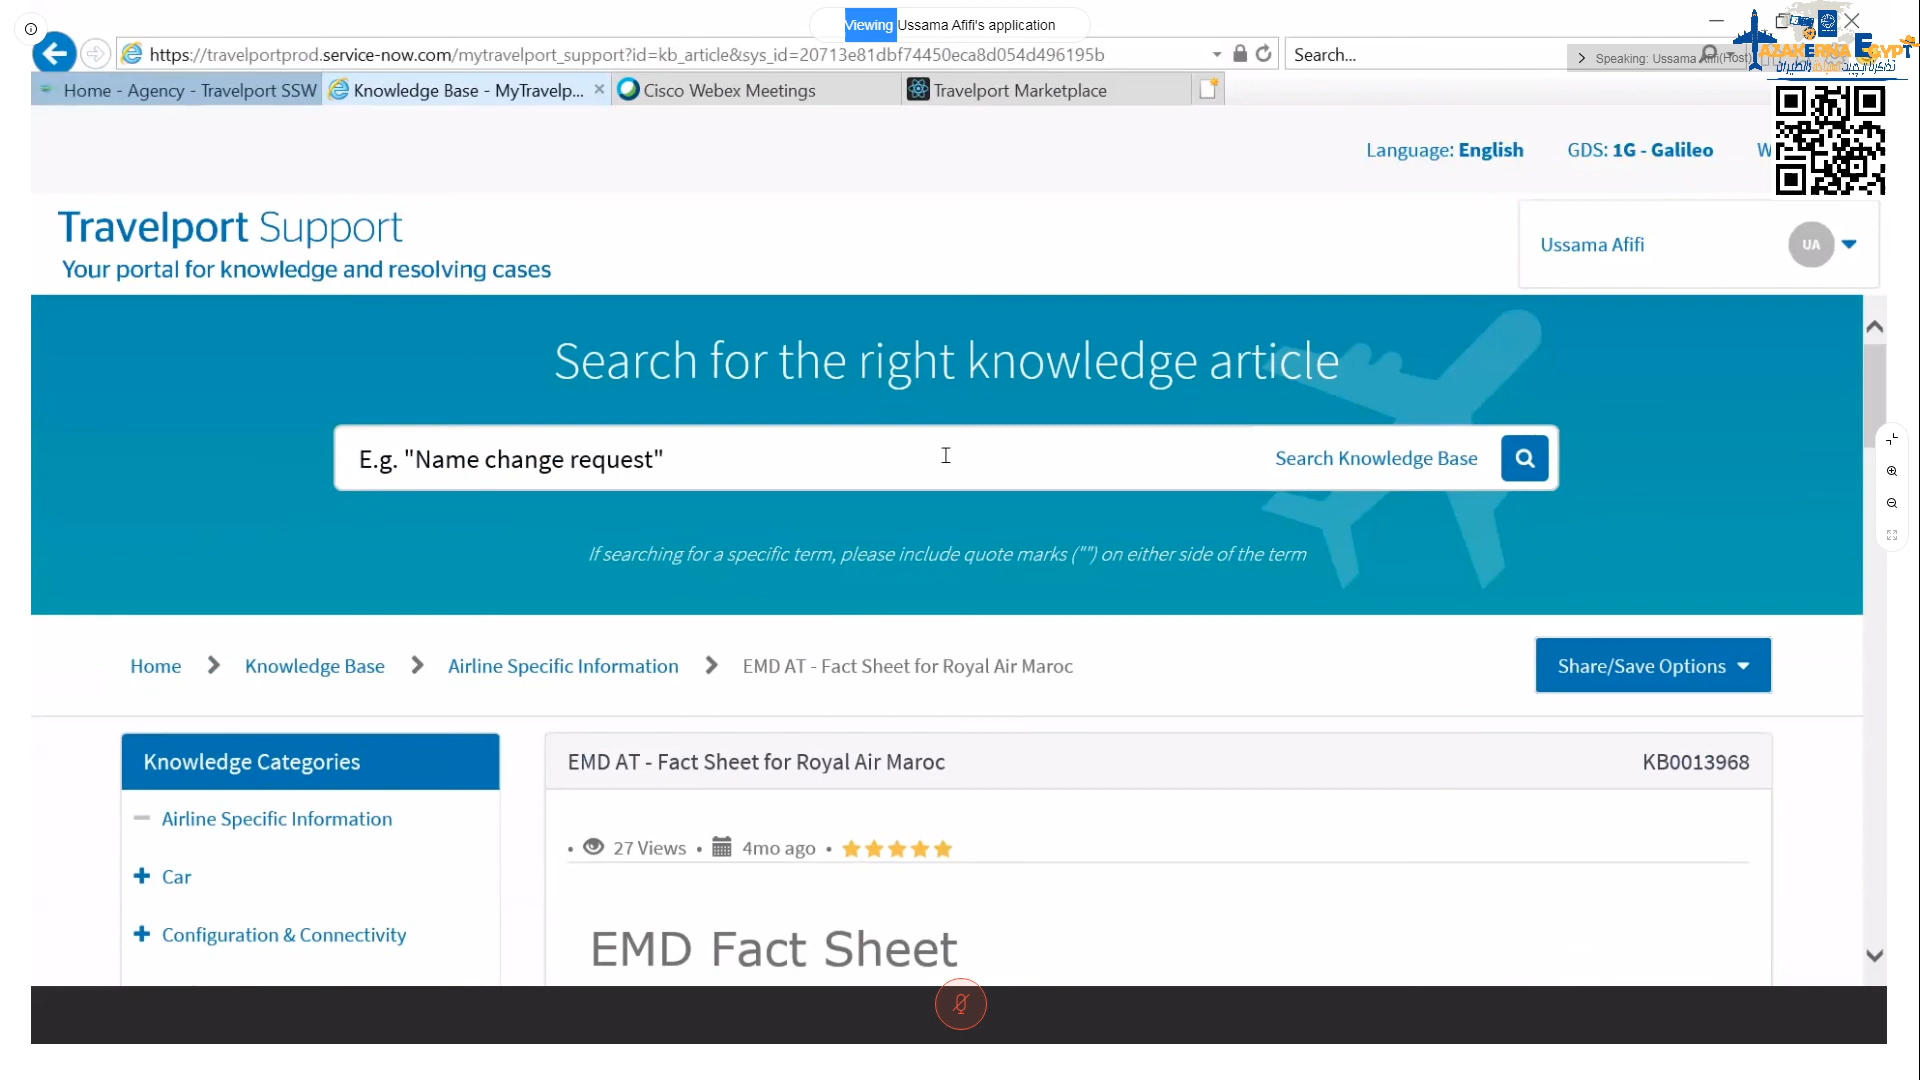 Viewing Ussama Afifi's application
https://travelportprod.service-now.com/mytravelport_support?id=kb_article&sys_id=20713e81dbf74450eca8d054d496195b
Search...
Speaking: Ussama Afifi(Host)
Home - Agency - Travelport SSW
Knowledge Base - MyTravelp...
Cisco Webex Meetings
Travelport Marketplace
Language: English
GDS: 1G - Galileo
W
Travelport Support
Your portal for knowledge and resolving cases
Ussama Afifi
UA
Search for the right knowledge article
E.g. "Name change request"
Search Knowledge Base
If searching for a specific term, please include quote marks ("") on either side of the term
Home
Knowledge Base
Airline Specific Information
EMD AT - Fact Sheet for Royal Air Maroc
Share/Save Options
Knowledge Categories
Airline Specific Information
Car
Configuration & Connectivity
EMD AT - Fact Sheet for Royal Air Maroc
KB0013968
• 27 Views • 4mo ago •
EMD Fact Sheet